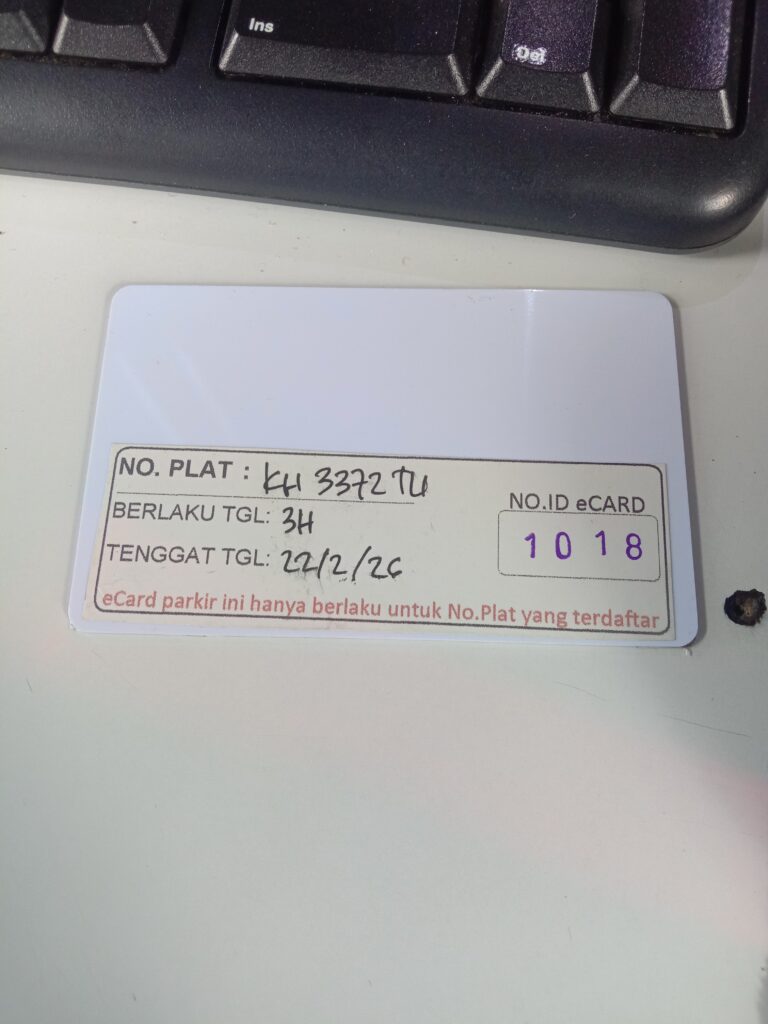 Ins
Del
NO. PLAT : KH 3372 TU
BERLAKU TGL: 3H
NO.ID eCARD
1018
TENGGAT TGL: 22/2/26
eCard parkir ini hanya berlaku untuk No.Plat yang terdaftar